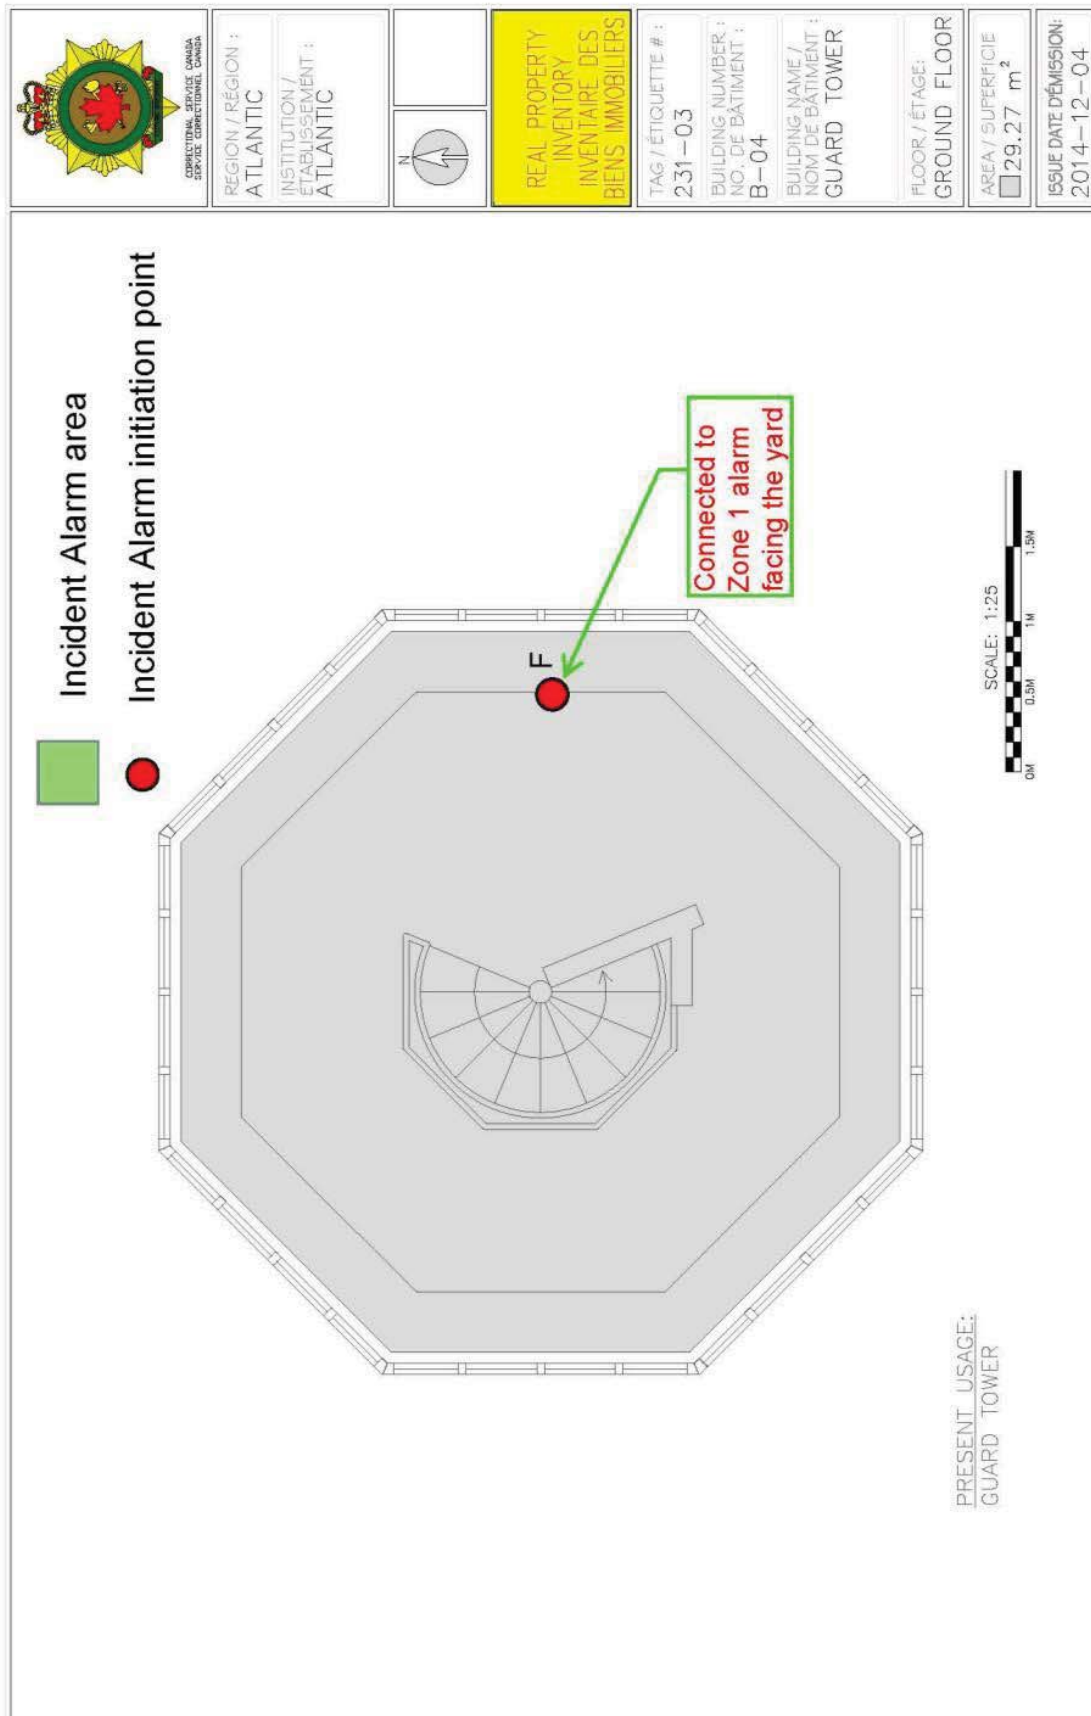 CORRECTIONAL SERVICE CANADA
SERVICE CORRECTIONNEL CANADA
RÉGION / RÉGION :
ATLANTIC
INSTITUTION /
ÉTABLISSEMENT :
ATLANTIC
N
REAL PROPERTY
INVENTORY
INVENTAIRE DES
BIENS IMMOBILIERS
TAG / ÉTIQUETTE # :
231-03
BUILDING NUMBER :
NO. DE BÂTIMENT :
B-04
BUILDING NAME /
NOM DE BÂTIMENT :
GUARD TOWER
FLOOR / ÉTAGE:
GROUND FLOOR
AREA / SUPERFICIE
29.27 m²
ISSUE DATE D'ÉMISSION:
2014-12-04
Incident Alarm area
Incident Alarm initiation point
F
Connected to
Zone 1 alarm
facing the yard
SCALE: 1:25
0M 0.5M 1M 1.5M
PRESENT USAGE:
GUARD TOWER